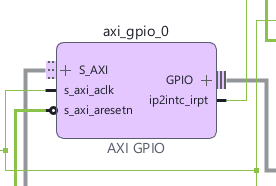 axi_gpio_0
S_AXI
s_axi_aclk
s_axi_aresetn
GPIO
ip2intc_irpt
AXI GPIO